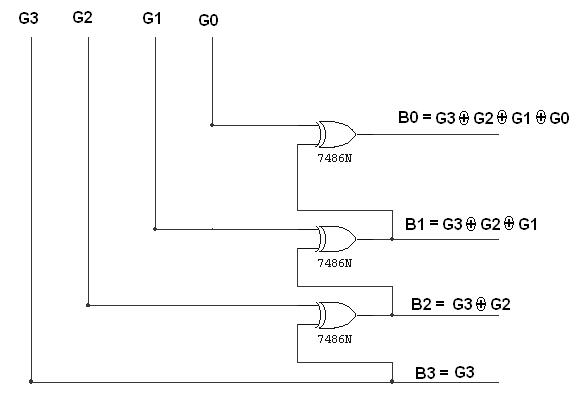 G3 G2 G1 G0
B0 = G3 ⊕ G2 ⊕ G1 ⊕ G0
7486N
B1 = G3 ⊕ G2 ⊕ G1
7486N
B2 = G3 ⊕ G2
7486N
B3 = G3